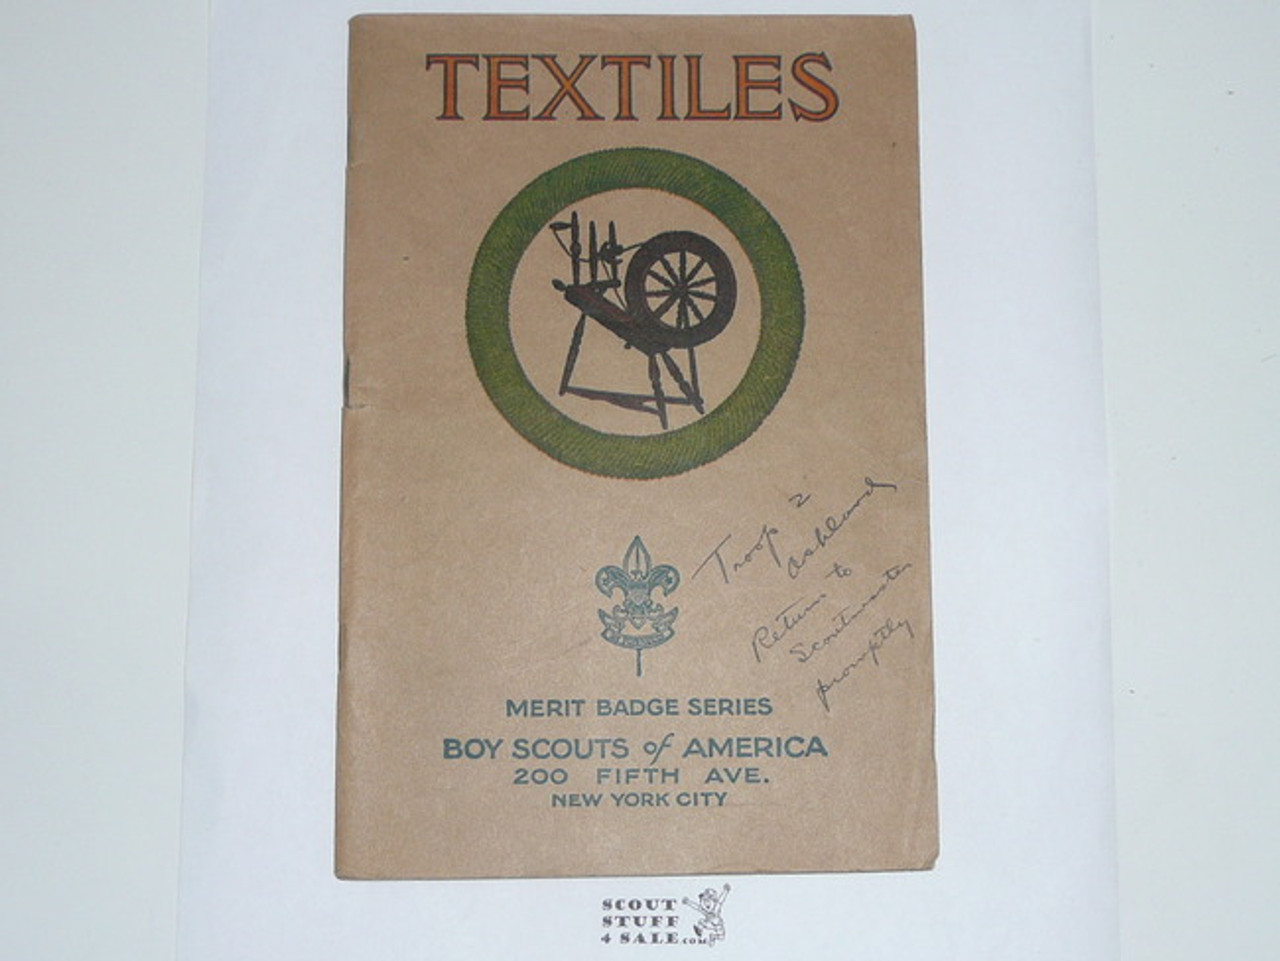 TEXTILES
Troop 2
Ashland
Return to
Scoutmaster
promptly
MERIT BADGE SERIES
BOY SCOUTS of AMERICA
200 FIFTH AVE.
NEW YORK CITY
SCOUT
STUFF
4 SALE.com